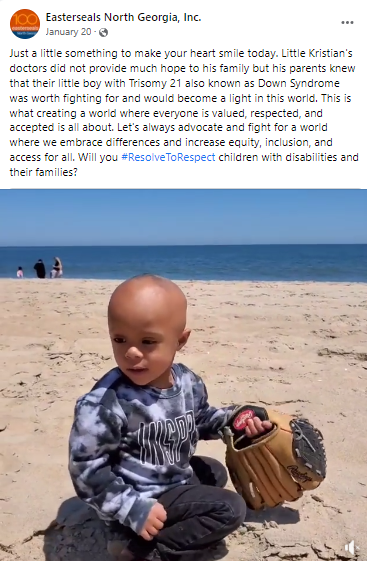 100
Easterseals North Georgia, Inc.
January 20 ·
Just a little something to make your heart smile today. Little Kristian's
doctors did not provide much hope to his family but his parents knew
that their little boy with Trisomy 21 also known as Down Syndrome
was worth fighting for and would become a light in this world. This is
what creating a world where everyone is valued, respected, and
accepted is all about. Let's always advocate and fight for a world
where we embrace differences and increase equity, inclusion, and
access for all. Will you #ResolveToRespect children with disabilities and
their families?
INSP
Rawlings